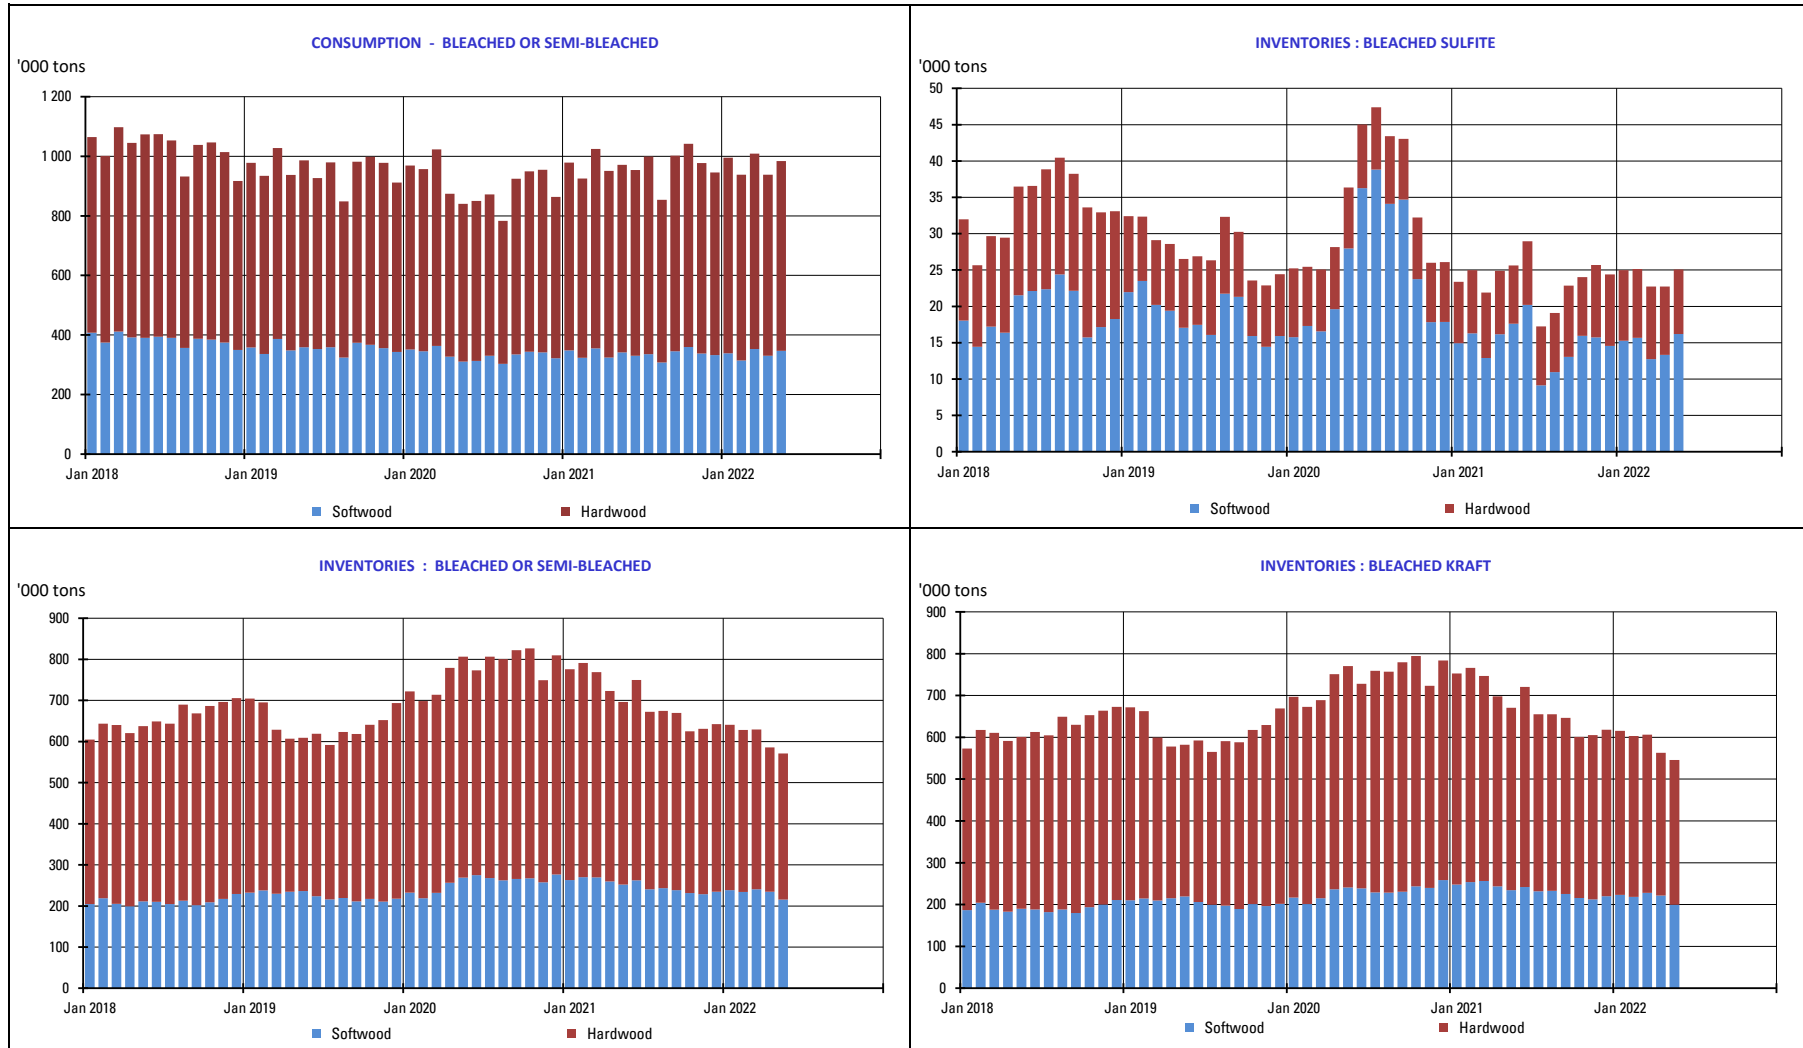 CONSUMPTION - BLEACHED OR SEMI-BLEACHED
'000 tons
1 200
1 000
800
600
400
200
0
Jan 2018 Jan 2019 Jan 2020 Jan 2021 Jan 2022
Softwood Hardwood
INVENTORIES : BLEACHED SULFITE
'000 tons
50
45
40
35
30
25
20
15
10
5
0
Jan 2018 Jan 2019 Jan 2020 Jan 2021 Jan 2022
Softwood Hardwood
INVENTORIES : BLEACHED OR SEMI-BLEACHED
'000 tons
900
800
700
600
500
400
300
200
100
0
Jan 2018 Jan 2019 Jan 2020 Jan 2021 Jan 2022
Softwood Hardwood
INVENTORIES : BLEACHED KRAFT
'000 tons
900
800
700
600
500
400
300
200
100
0
Jan 2018 Jan 2019 Jan 2020 Jan 2021 Jan 2022
Softwood Hardwood